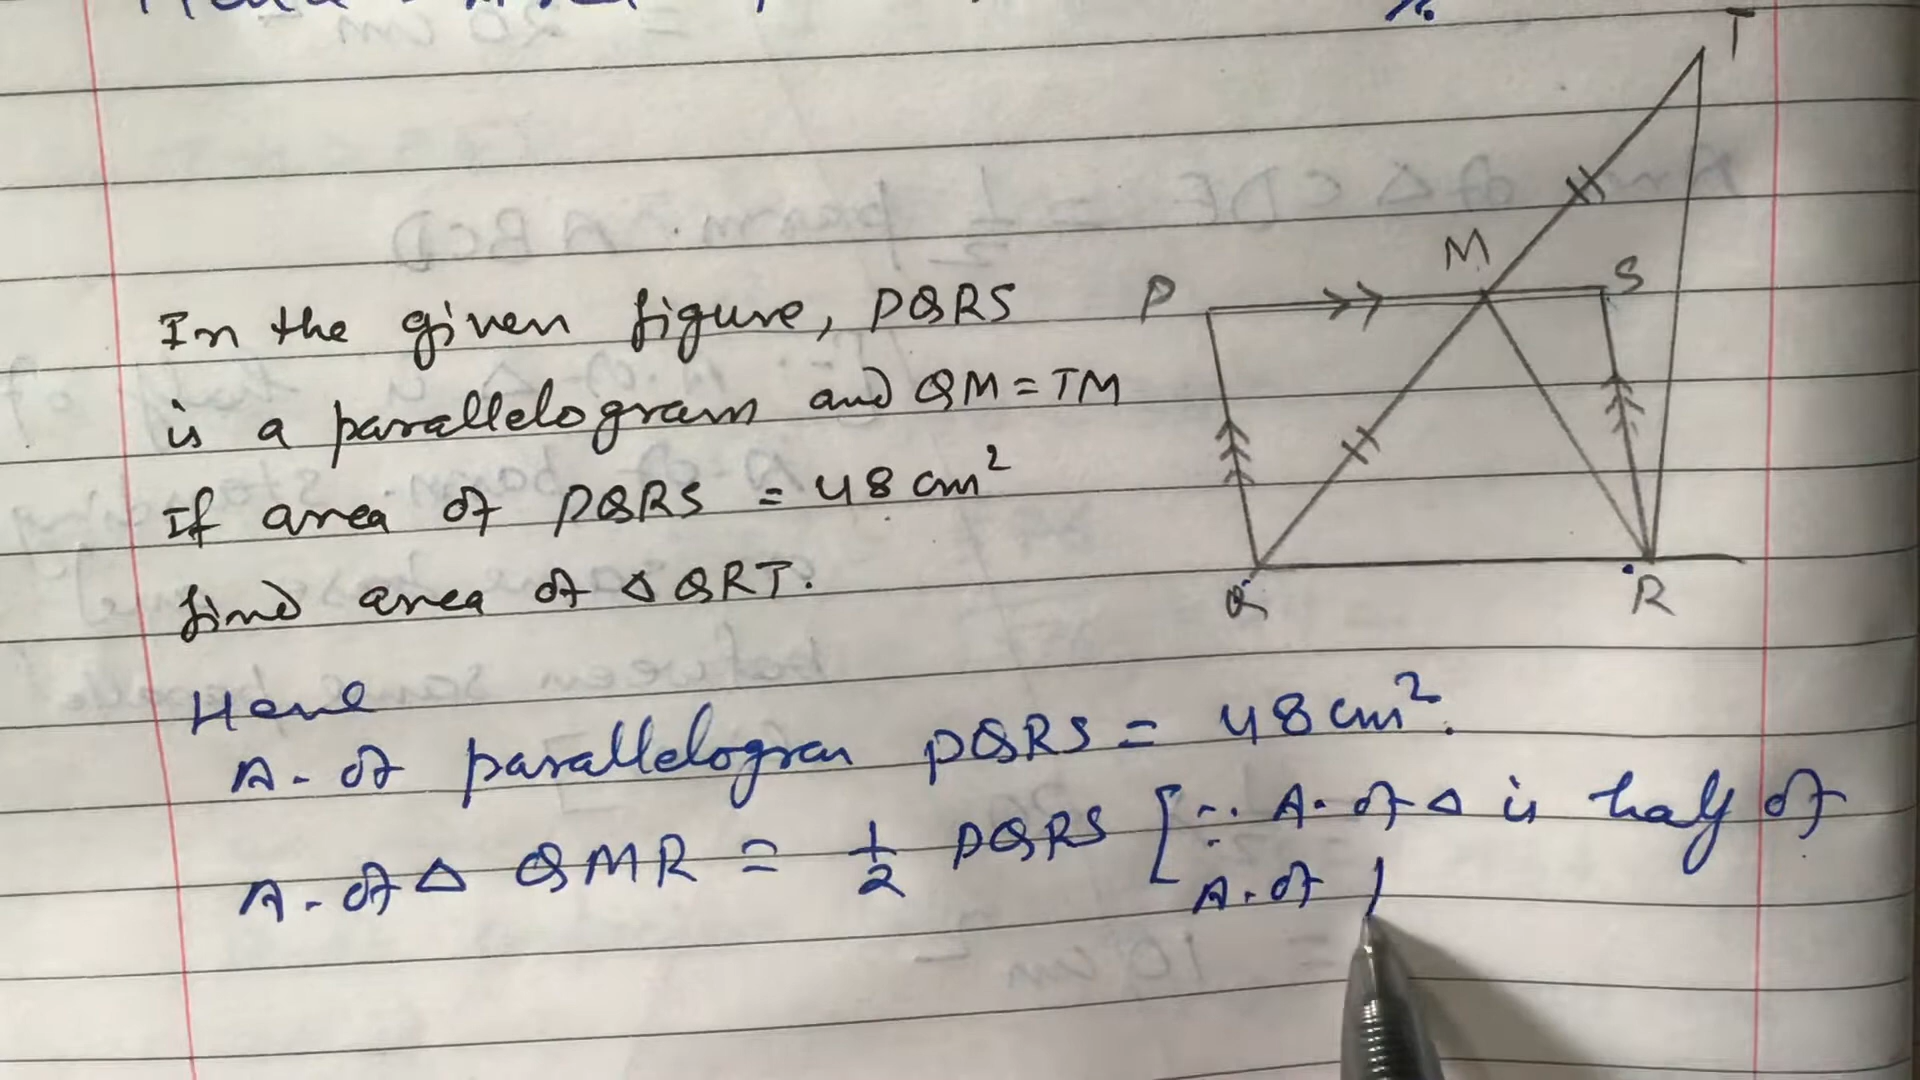 T
M
P
S
In the given figure, PQRS
is a parallelogram and QM = TM
If area of PQRS = 48 cm²
find area of △ QRT.
Q
R
Here
A. of parallelogram PQRS = 48 cm².
A. of △ QMR = 1/2 PQRS [∵ A. of △ is half of
A. of